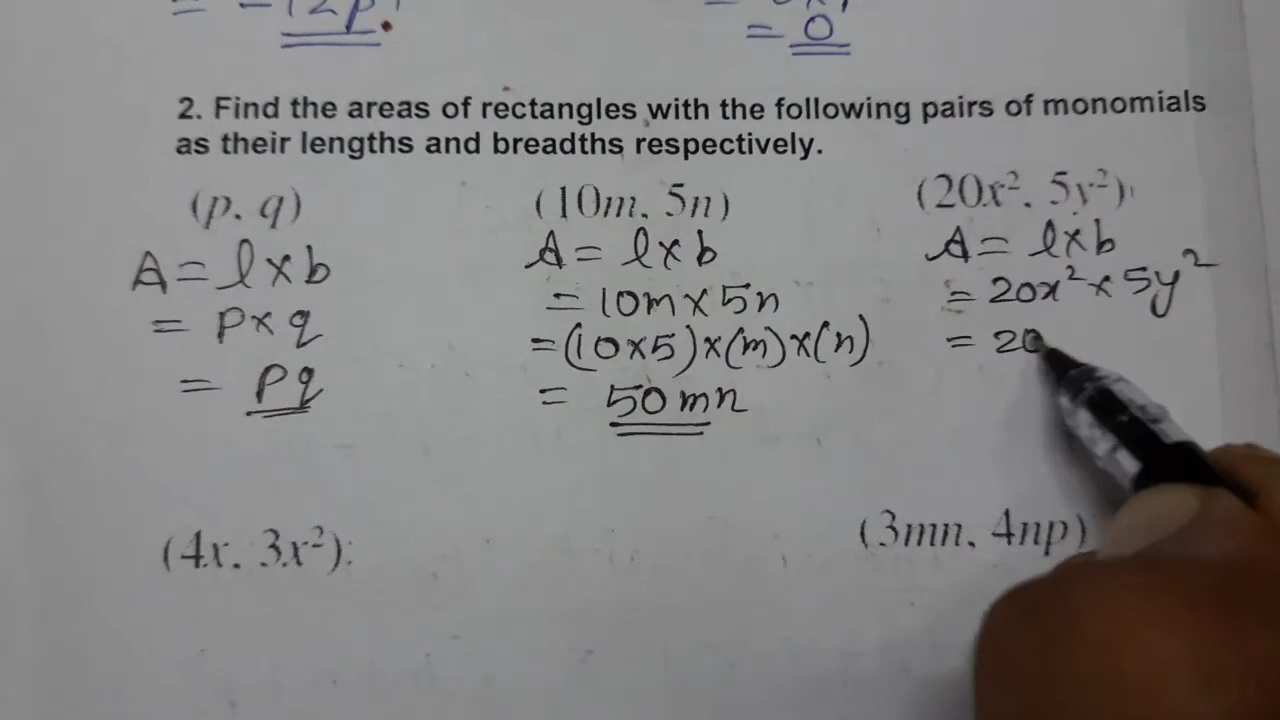 = 0
2. Find the areas of rectangles with the following pairs of monomials
as their lengths and breadths respectively.
(p, q)
A = l × b
= p × q
= pq
(10m, 5n)
A = l × b
= 10m × 5n
= (10×5)×(m)×(n)
= 50mn
(20x², 5y²)
A = l × b
= 20x² × 5y²
= 20
(4x, 3x²):
(3mn, 4np)